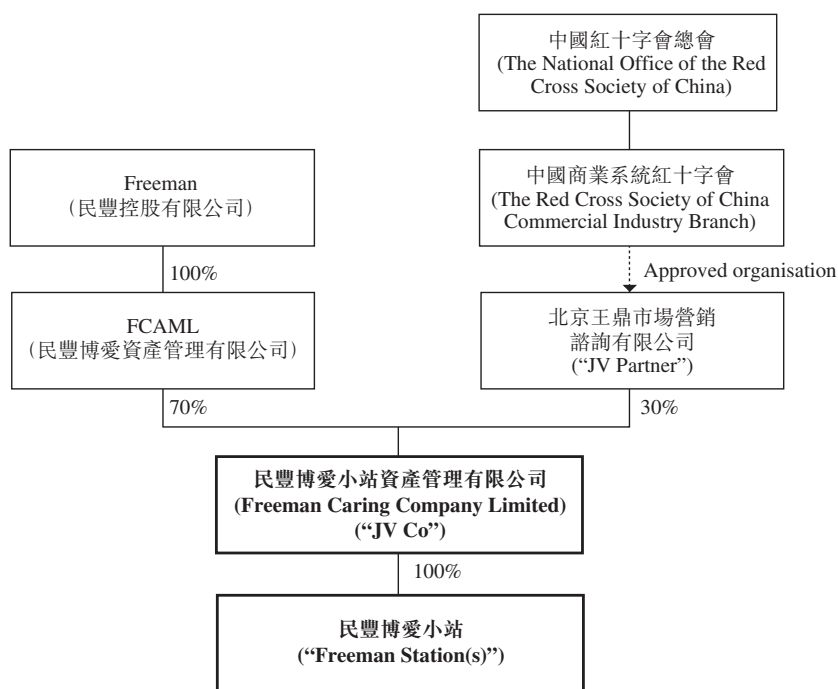 中國紅十字會總會
(The National Office of the Red
Cross Society of China)
Freeman
(民豐控股有限公司)
中國商業系統紅十字會
(The Red Cross Society of China
Commercial Industry Branch)
100%
Approved organisation
FCAML
(民豐博愛資產管理有限公司)
北京王鼎市場營銷
諮詢有限公司
(“JV Partner”)
70%
30%
民豐博愛小站資產管理有限公司
(Freeman Caring Company Limited)
(“JV Co”)
100%
民豐博愛小站
(“Freeman Station(s)”)